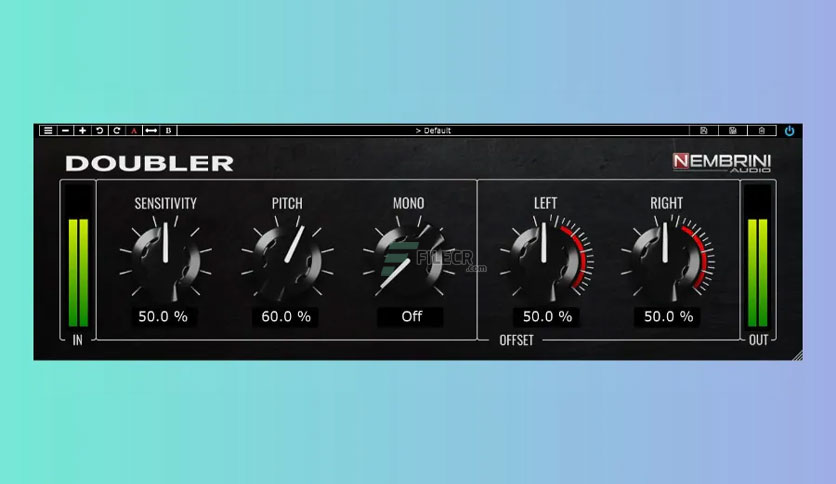 A B > Default
DOUBLER NEMBRINI
AUDIO
SENSITIVITY PITCH MONO LEFT RIGHT
FILECR
.com
50.0 % 60.0 % Off 50.0 % 50.0 %
IN OFFSET OUT